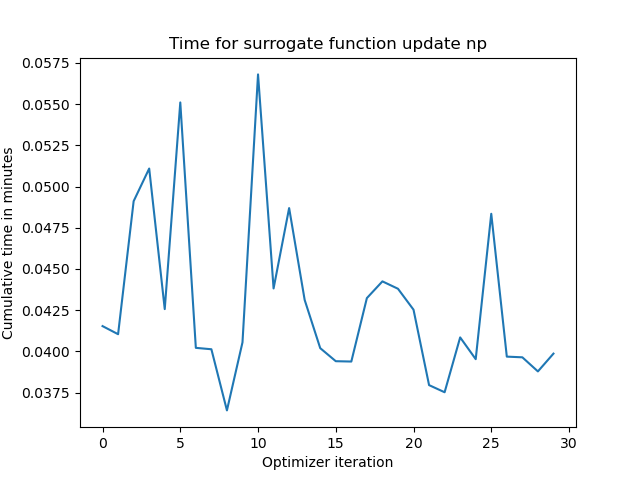 Time for surrogate function update np
Cumulative time in minutes
0.0575
0.0550
0.0525
0.0500
0.0475
0.0450
0.0425
0.0400
0.0375
0 5 10 15 20 25 30
Optimizer iteration